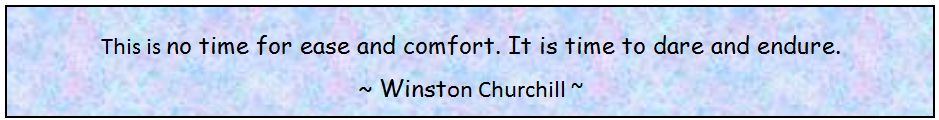 This is no time for ease and comfort. It is time to dare and endure.
~ Winston Churchill ~